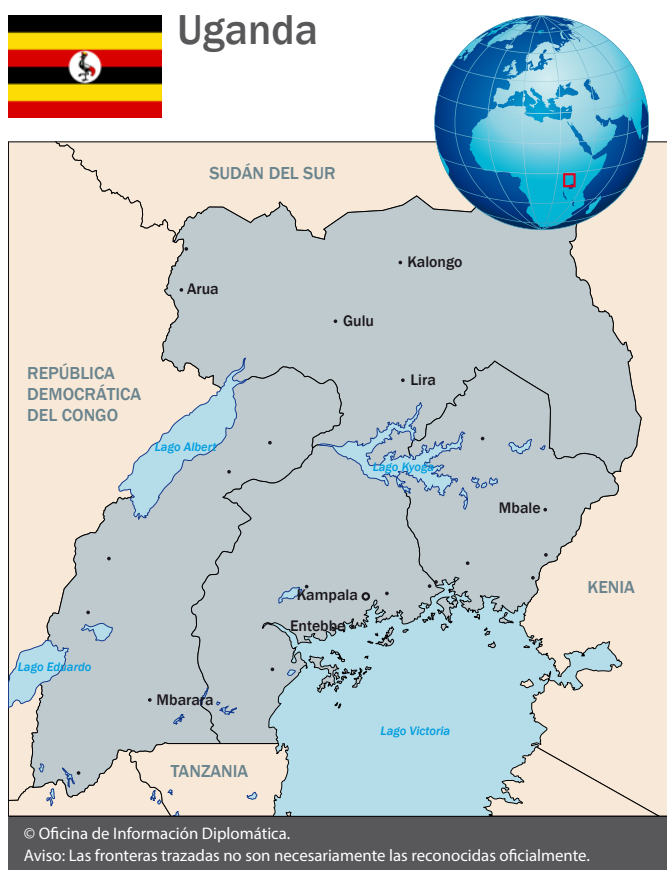 Uganda
SUDÁN DEL SUR
Kalongo
Arua
Gulu
REPÚBLICA
DEMOCRÁTICA
DEL CONGO
Lira
Lago Albert
Lago Kyoga
Mbale
KENIA
Kampala
Entebbe
Lago Eduardo
Mbarara
Lago Victoria
TANZANIA
© Oficina de Información Diplomática.
Aviso: Las fronteras trazadas no son necesariamente las reconocidas oficialmente.